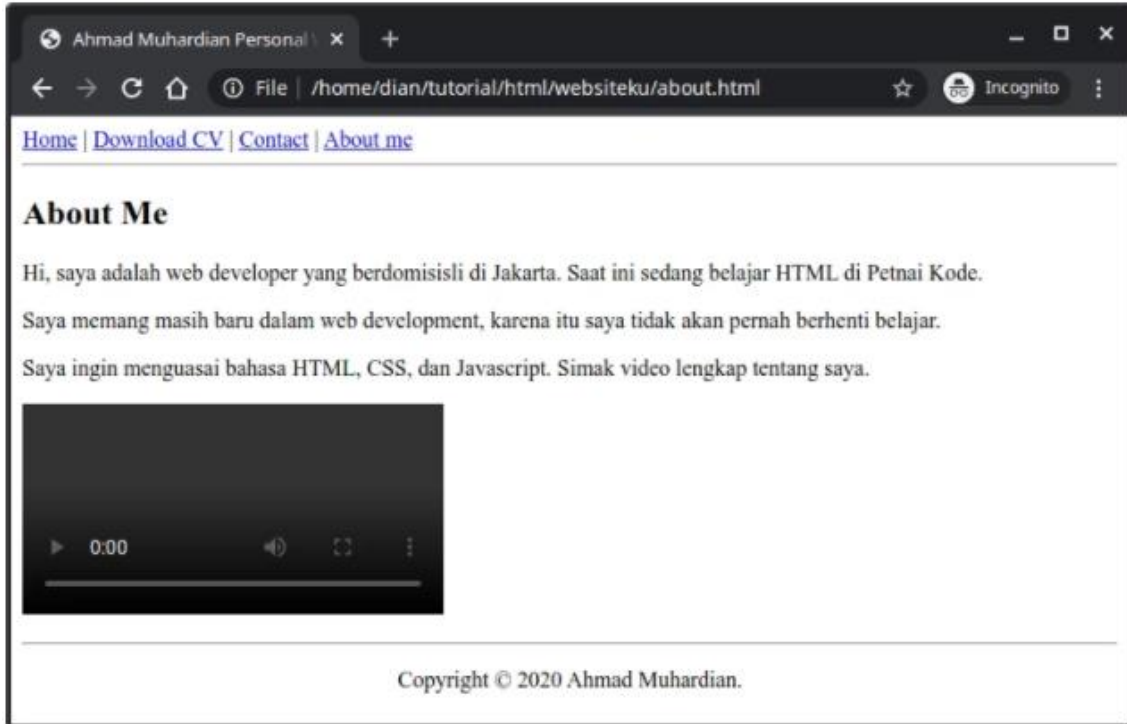 Ahmad Muhardian Personal
File | /home/dian/tutorial/html/websiteku/about.html Incognito
Home | Download CV | Contact | About me
About Me
Hi, saya adalah web developer yang berdomisisli di Jakarta. Saat ini sedang belajar HTML di Petnai Kode.
Saya memang masih baru dalam web development, karena itu saya tidak akan pernah berhenti belajar.
Saya ingin menguasai bahasa HTML, CSS, dan Javascript. Simak video lengkap tentang saya.
0:00
Copyright © 2020 Ahmad Muhardian.